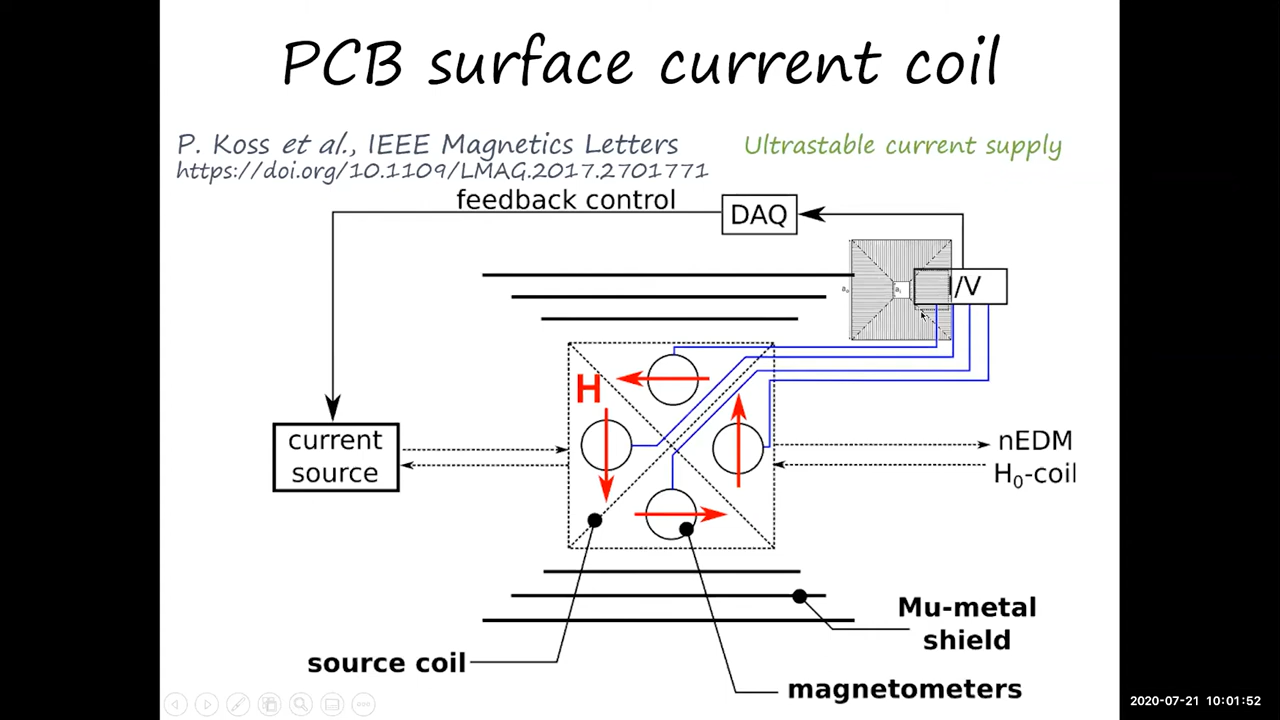 PCB surface current coil
P. Koss et al., IEEE Magnetics Letters
https://doi.org/10.1109/LMAG.2017.2701771
Ultrastable current supply
feedback control
DAQ
/V
H
current
source
nEDM
H₀-coil
Mu-metal
shield
source coil
magnetometers
2020-07-21 10:01:52